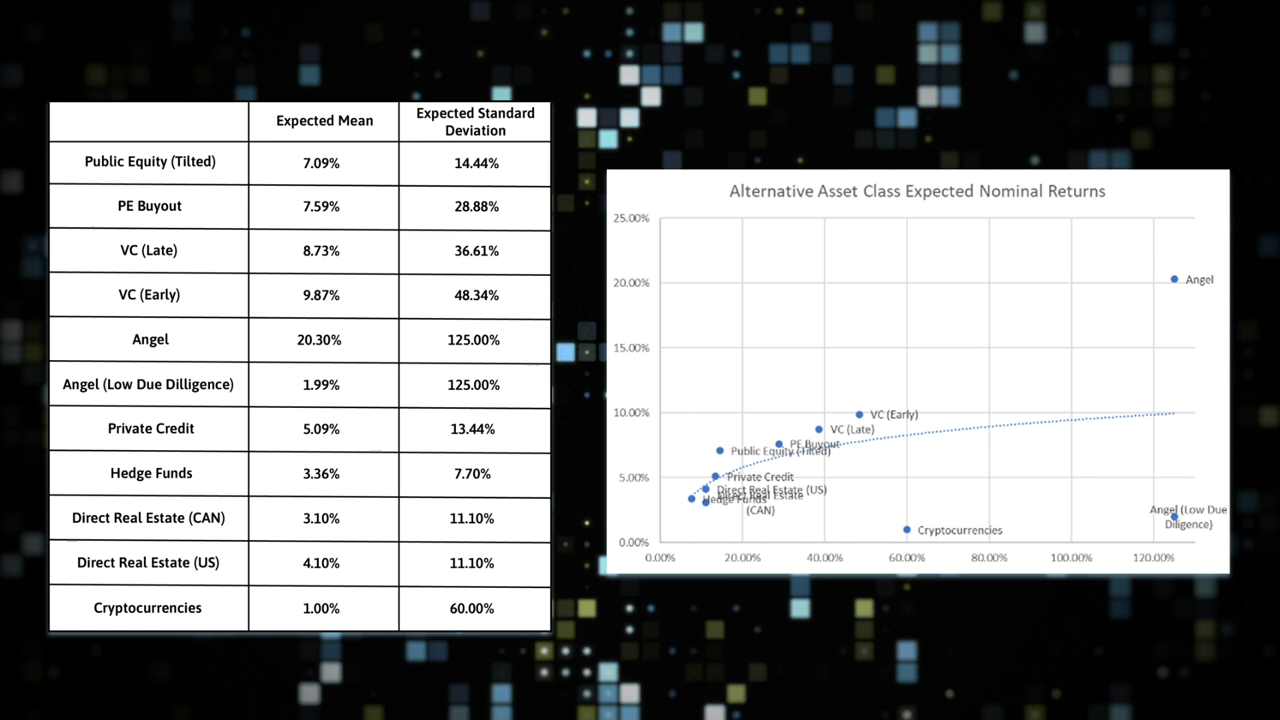 Expected Mean
Expected Standard
Deviation
Public Equity (Tilted)
7.09%
14.44%
PE Buyout
7.59%
28.88%
VC (Late)
8.73%
36.61%
VC (Early)
9.87%
48.34%
Angel
20.30%
125.00%
Angel (Low Due Dilligence)
1.99%
125.00%
Private Credit
5.09%
13.44%
Hedge Funds
3.36%
7.70%
Direct Real Estate (CAN)
3.10%
11.10%
Direct Real Estate (US)
4.10%
11.10%
Cryptocurrencies
1.00%
60.00%
Alternative Asset Class Expected Nominal Returns
25.00%
20.00%
15.00%
10.00%
5.00%
0.00%
Angel
VC (Early)
VC (Late)
PE Buyout
Public Equity (Tilted)
Private Credit
Direct Real Estate (US)
Direct Real Estate
(CAN)
Hedge Funds
Angel (Low Due
Diligence)
Cryptocurrencies
0.00%
20.00%
40.00%
60.00%
80.00%
100.00%
120.00%